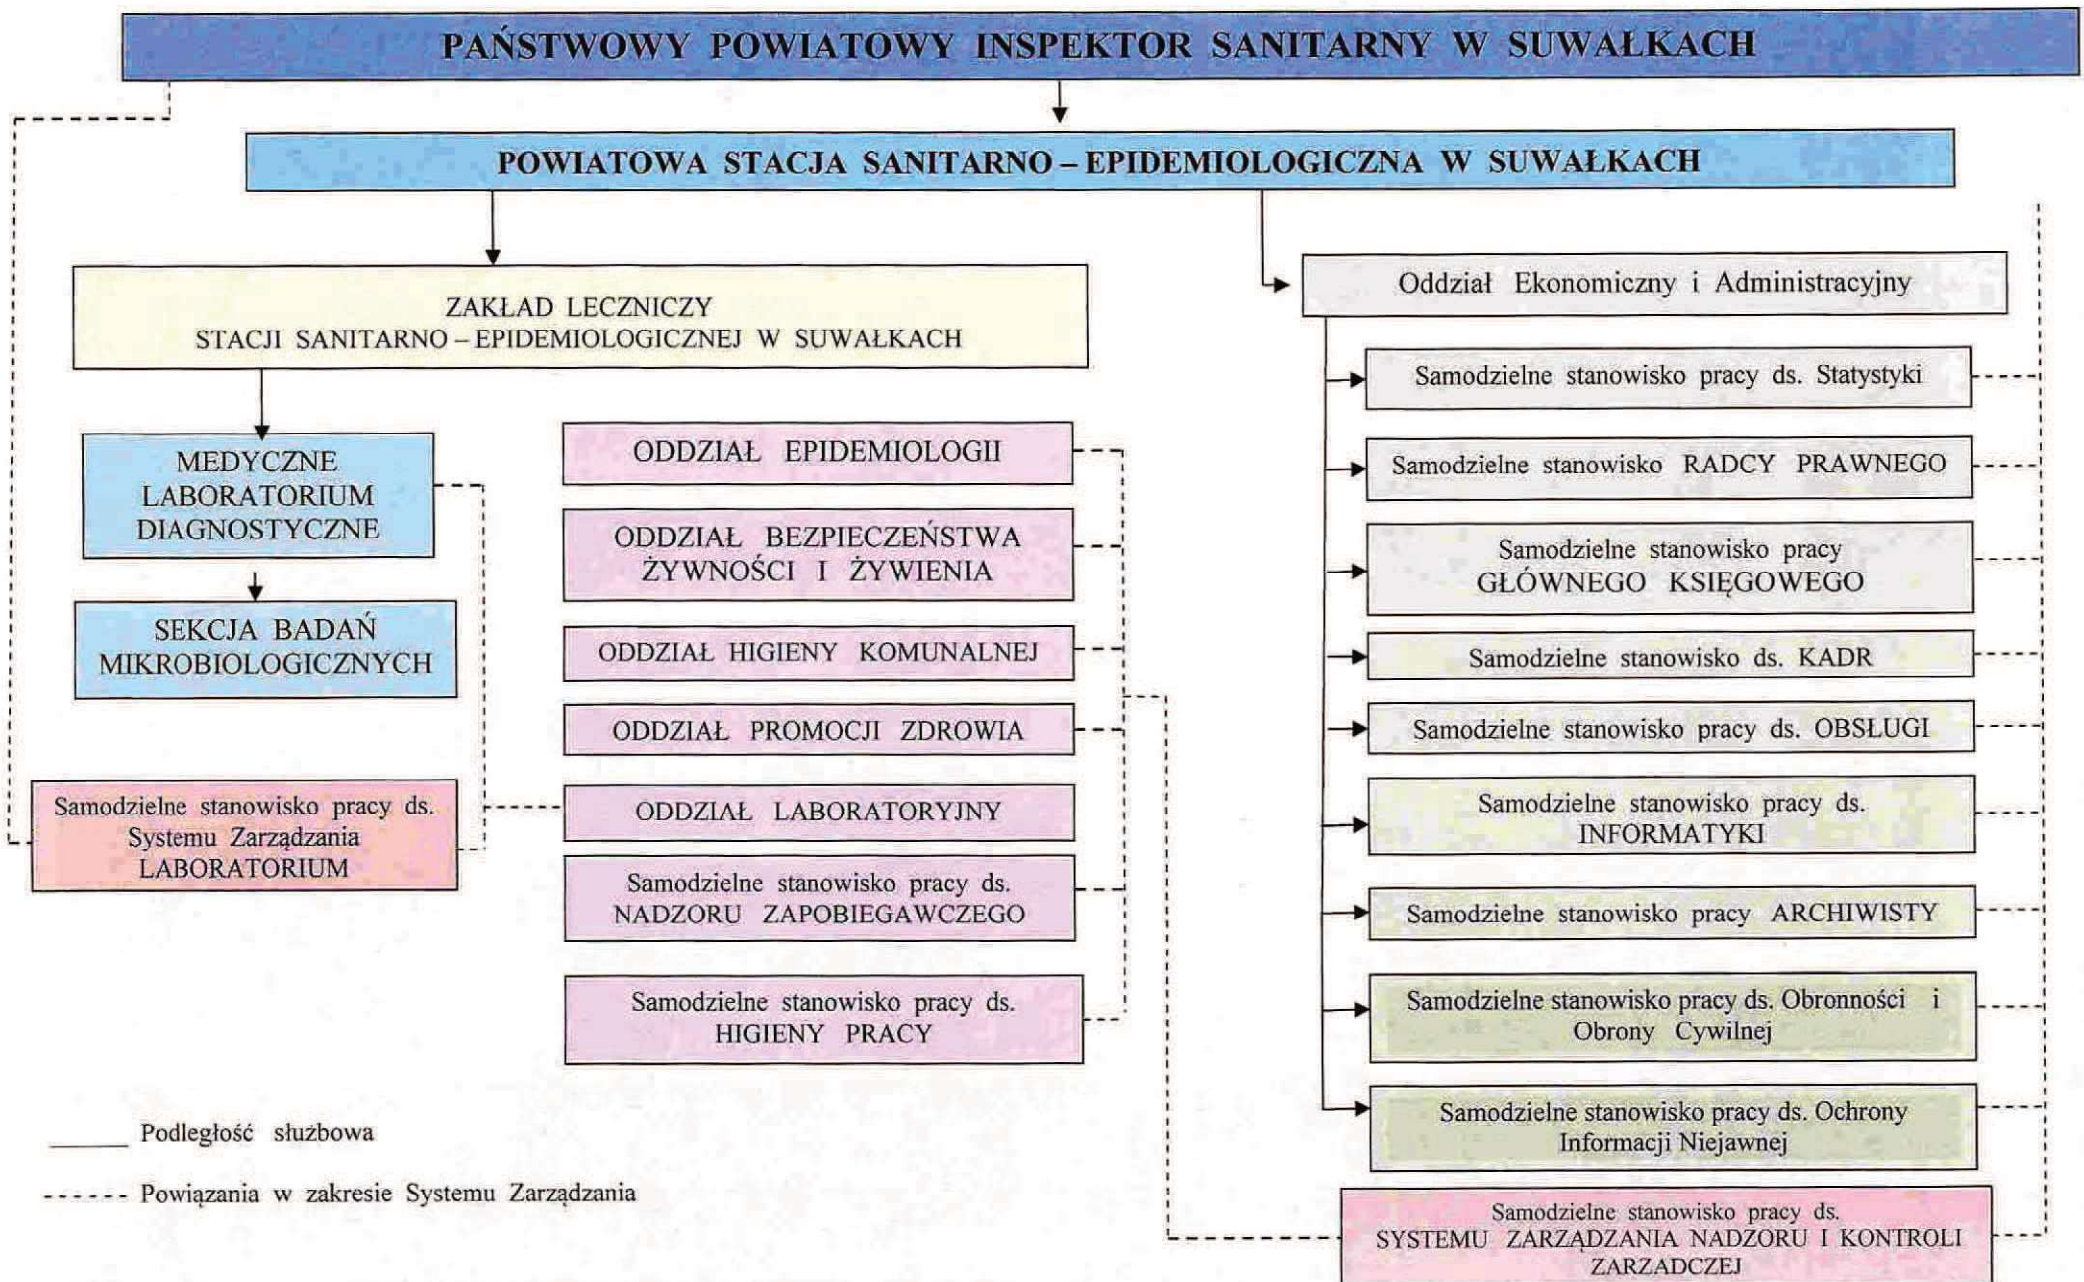 PAŃSTWOWY POWIATOWY INSPEKTOR SANITARNY W SUWAŁKACH
POWIATOWA STACJA SANITARNO – EPIDEMIOLOGICZNA W SUWAŁKACH
ZAKŁAD LECZNICZY
STACJI SANITARNO – EPIDEMIOLOGICZNEJ W SUWAŁKACH
MEDYCZNE
LABORATORIUM
DIAGNOSTYCZNE
SEKCJA BADAŃ
MIKROBIOLOGICZNYCH
Samodzielne stanowisko pracy ds.
Systemu Zarządzania
LABORATORIUM
ODDZIAŁ EPIDEMIOLOGII
ODDZIAŁ BEZPIECZEŃSTWA
ŻYWNOŚCI I ŻYWIENIA
ODDZIAŁ HIGIENY KOMUNALNEJ
ODDZIAŁ PROMOCJI ZDROWIA
ODDZIAŁ LABORATORYJNY
Samodzielne stanowisko pracy ds.
NADZORU ZAPOBIEGAWCZEGO
Samodzielne stanowisko pracy ds.
HIGIENY PRACY
Oddział Ekonomiczny i Administracyjny
Samodzielne stanowisko pracy ds. Statystyki
Samodzielne stanowisko RADCY PRAWNEGO
Samodzielne stanowisko pracy
GŁÓWNEGO KSIĘGOWEGO
Samodzielne stanowisko ds. KADR
Samodzielne stanowisko pracy ds. OBSŁUGI
Samodzielne stanowisko pracy ds.
INFORMATYKI
Samodzielne stanowisko pracy ARCHIWISTY
Samodzielne stanowisko pracy ds. Obronności i
Obrony Cywilnej
Samodzielne stanowisko pracy ds. Ochrony
Informacji Niejawnej
Samodzielne stanowisko pracy ds.
SYSTEMU ZARZĄDZANIA NADZORU I KONTROLI
ZARZADCZEJ
Podległość służbowa
Powiązania w zakresie Systemu Zarządzania